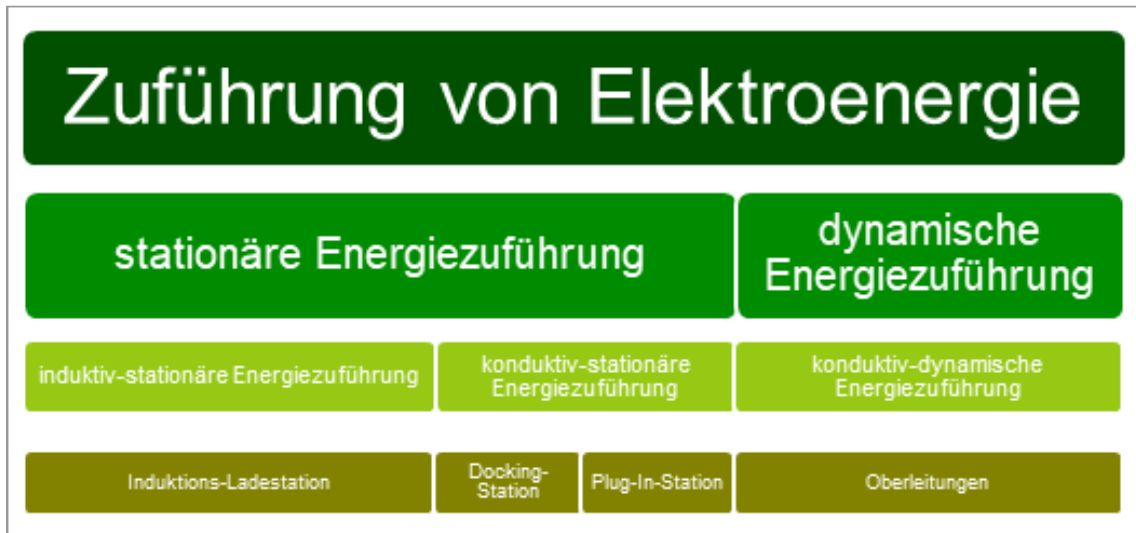 Zuführung von Elektroenergie
stationäre Energiezuführung
dynamische
Energiezuführung
induktiv-stationäre Energiezuführung
konduktiv-stationäre
Energiezuführung
konduktiv-dynamische
Energiezuführung
Induktions-Ladestation
Docking-
Station
Plug-In-Station
Oberleitungen